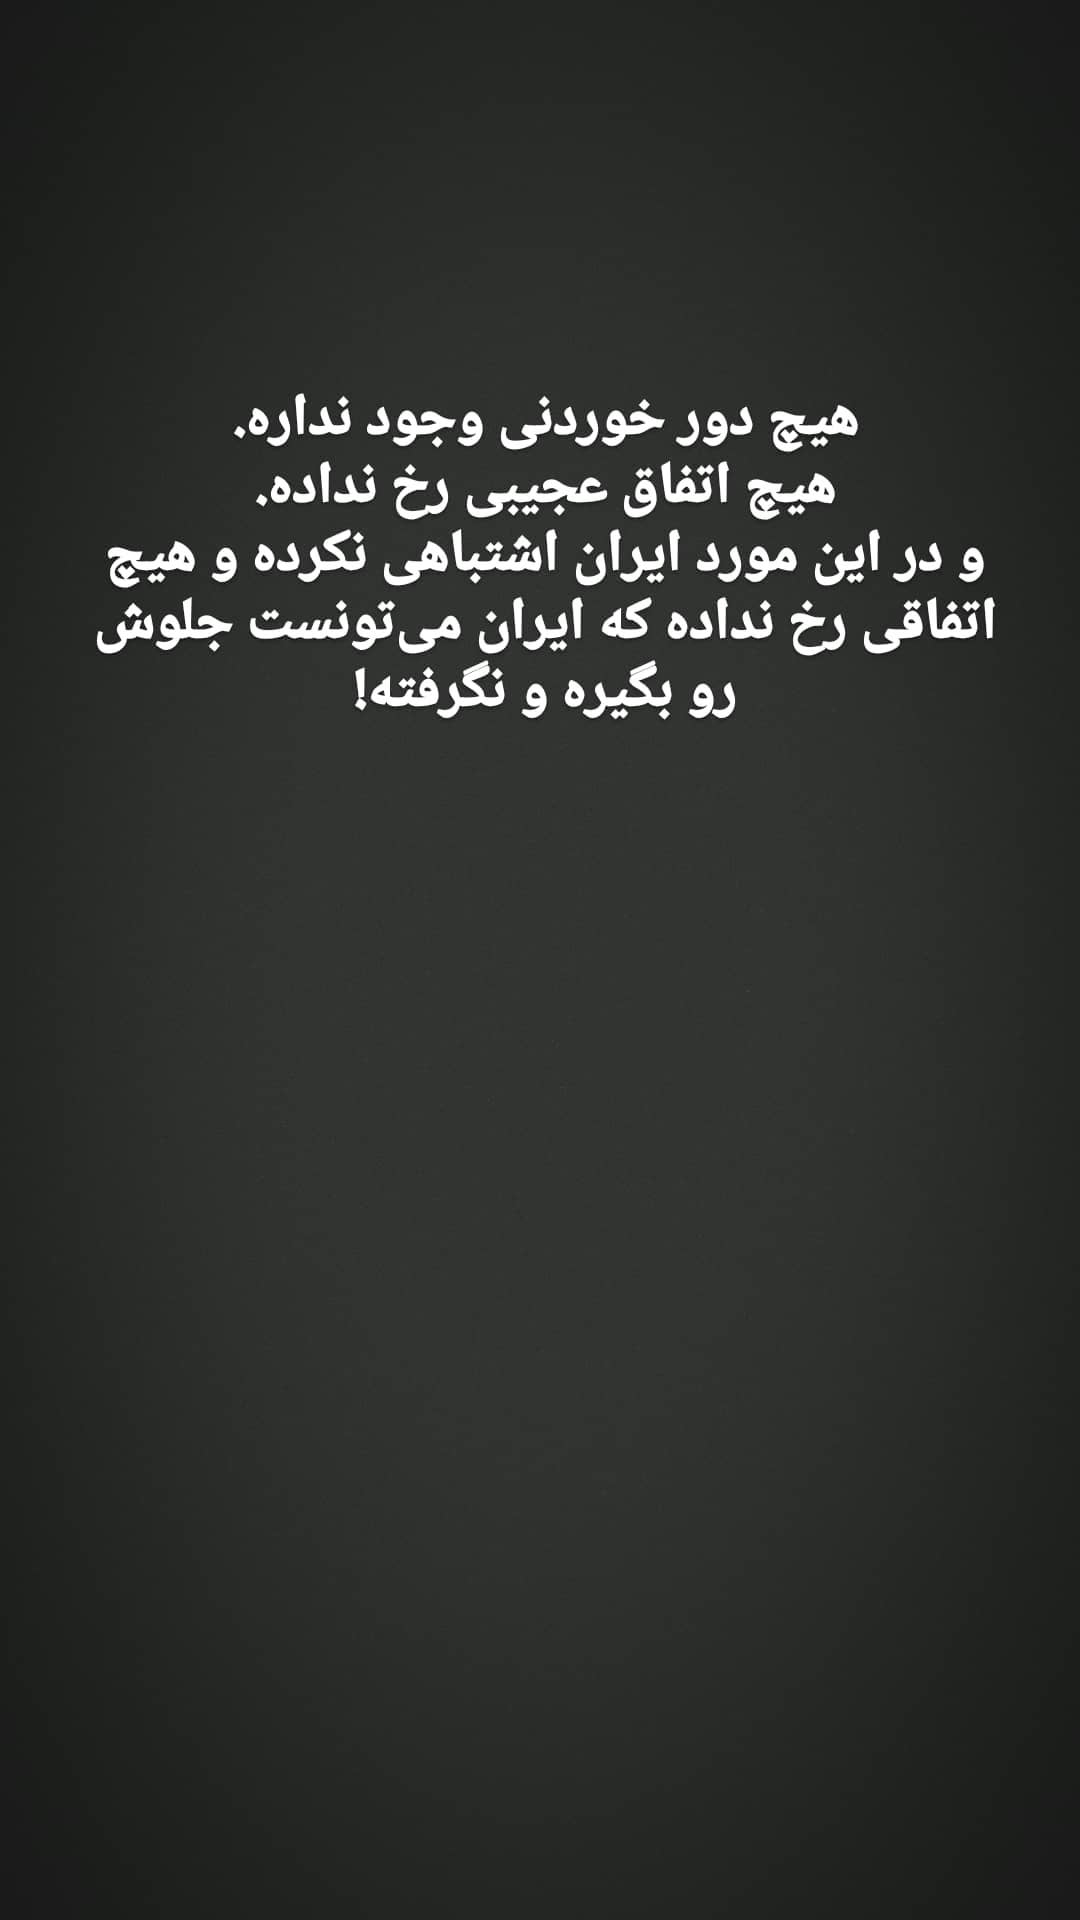 هیچ دور خوردنی وجود نداره.
هیچ اتفاق عجیبی رخ نداده.
و در این مورد ایران اشتباهی نکرده و هیچ
اتفاقی رخ نداده که ایران می‌تونست جلوش
رو بگیره و نگرفته!